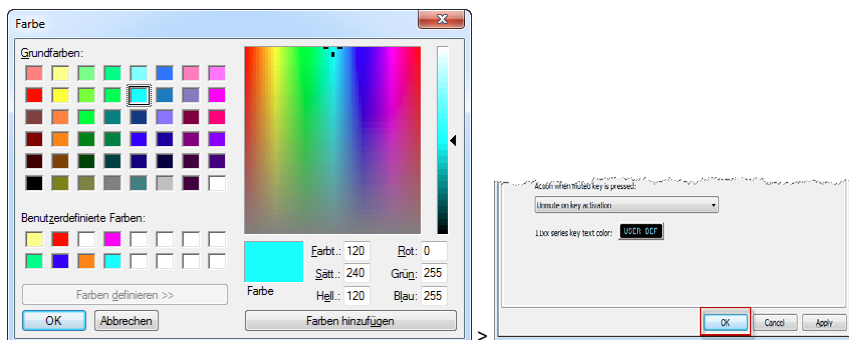 Farbe
Grundfarben:
Benutzerdefinierte Farben:
Farben definieren >>
OK
Abbrechen
Farbe
Farbt.: 120
Sätt.: 240
Hell.: 120
Rot: 0
Grün: 255
Blau: 255
Farben hinzufügen
>
Action when muted key is pressed:
Unmute on key activation
11xx series key text color:
USER DEF
OK
Cancel
Apply